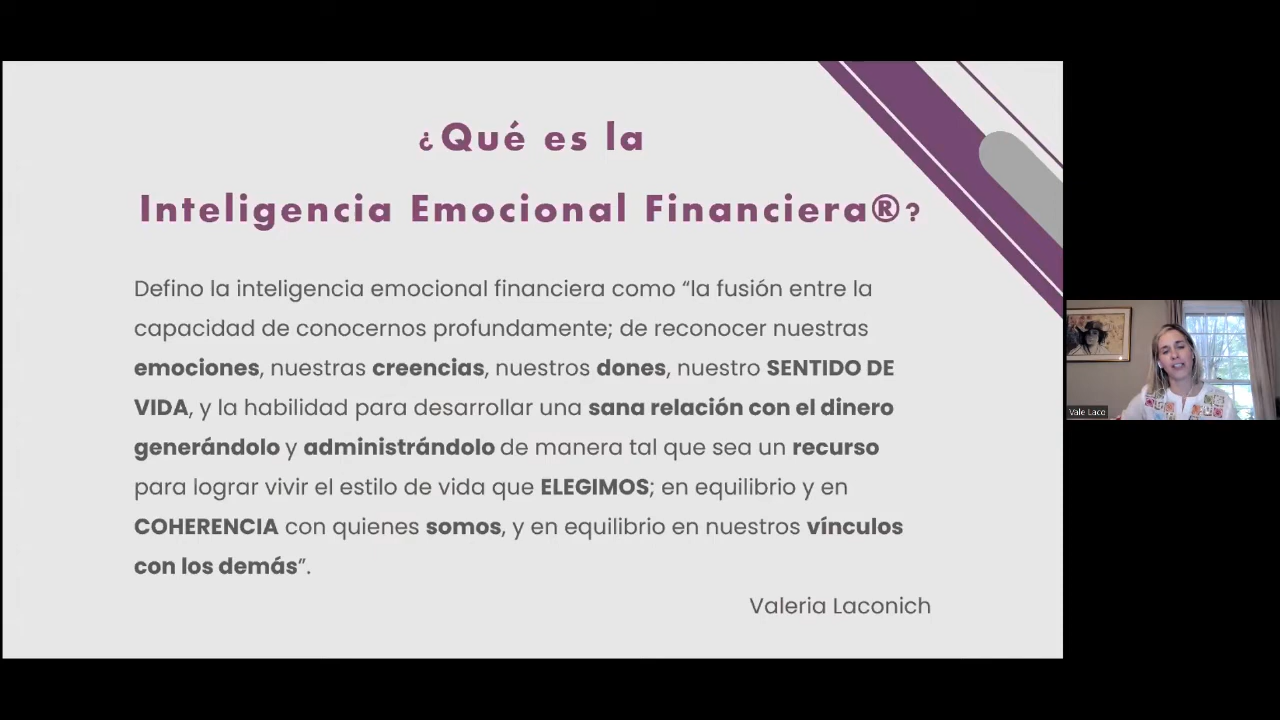 ¿Qué es la
Inteligencia Emocional Financiera®?
Defino la inteligencia emocional financiera como “la fusión entre la
capacidad de conocernos profundamente; de reconocer nuestras
emociones, nuestras creencias, nuestros dones, nuestro SENTIDO DE
VIDA, y la habilidad para desarrollar una sana relación con el dinero
generándolo y administrándolo de manera tal que sea un recurso
para lograr vivir el estilo de vida que ELEGIMOS; en equilibrio y en
COHERENCIA con quienes somos, y en equilibrio en nuestros vínculos
con los demás”.
Valeria Laconich
Vale Laco